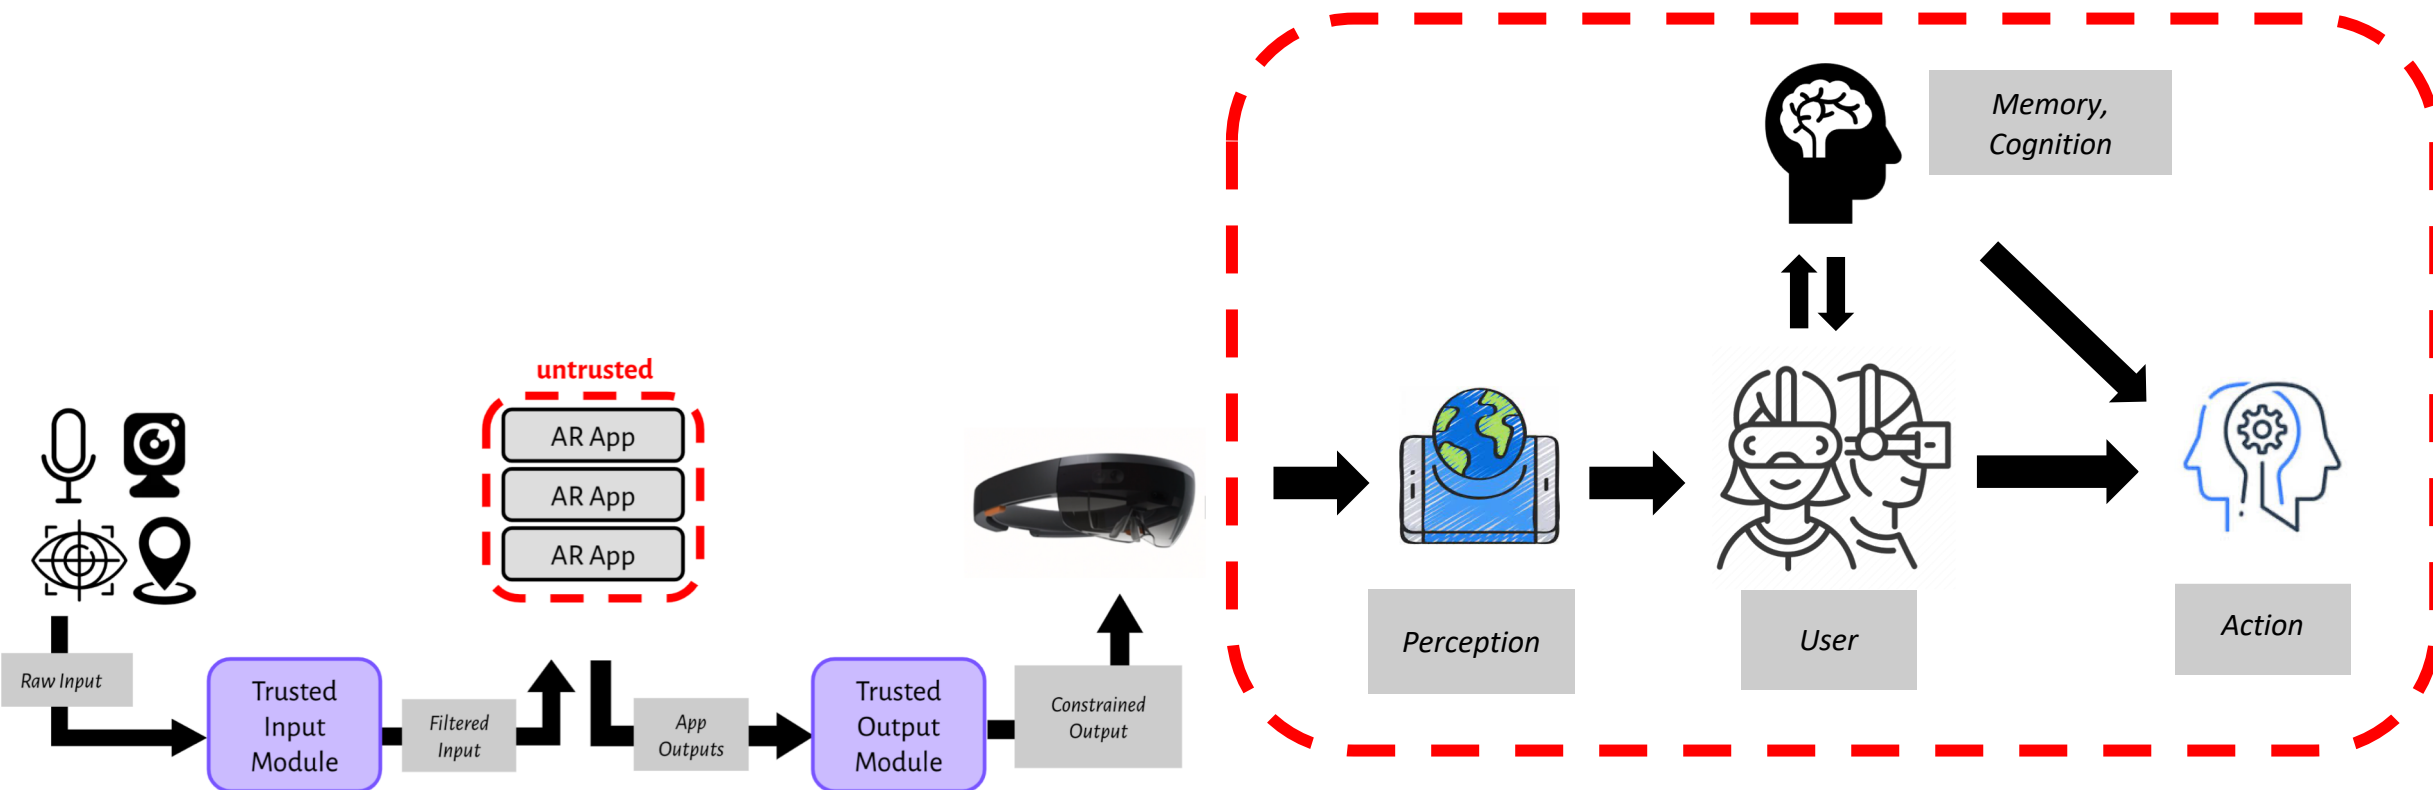 Memory,
Cognition
untrusted
AR App
AR App
AR App
Raw Input
Trusted
Input
Module
Filtered
Input
App
Outputs
Trusted
Output
Module
Constrained
Output
Perception
User
Action